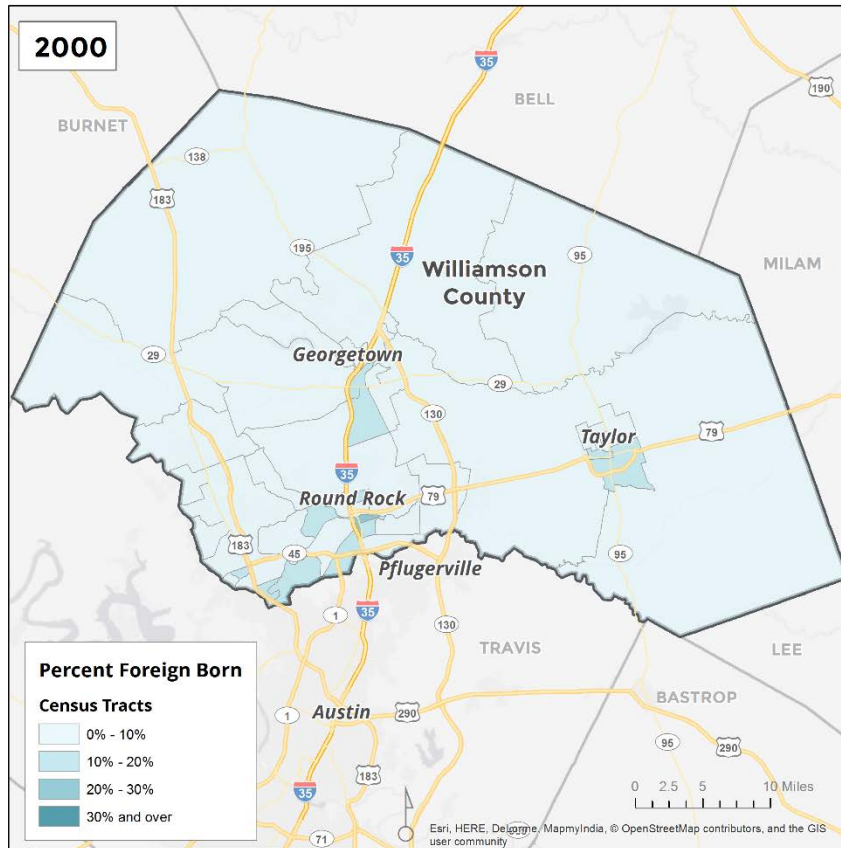 2000
35
190
BELL
BURNET
138
183
195
35
95
Williamson
County
MILAM
29
Georgetown
29
130
Taylor
79
35
Round Rock
79
183
45
95
Pflugerville
1
35
130
TRAVIS
LEE
Percent Foreign Born
Census Tracts
0% - 10%
10% - 20%
20% - 30%
30% and over
BASTROP
1
Austin
290
95
290
183
35
71
0 2.5 5 10 Miles
Esri, HERE, DeLorme, MapmyIndia, © OpenStreetMap contributors, and the GIS
user community